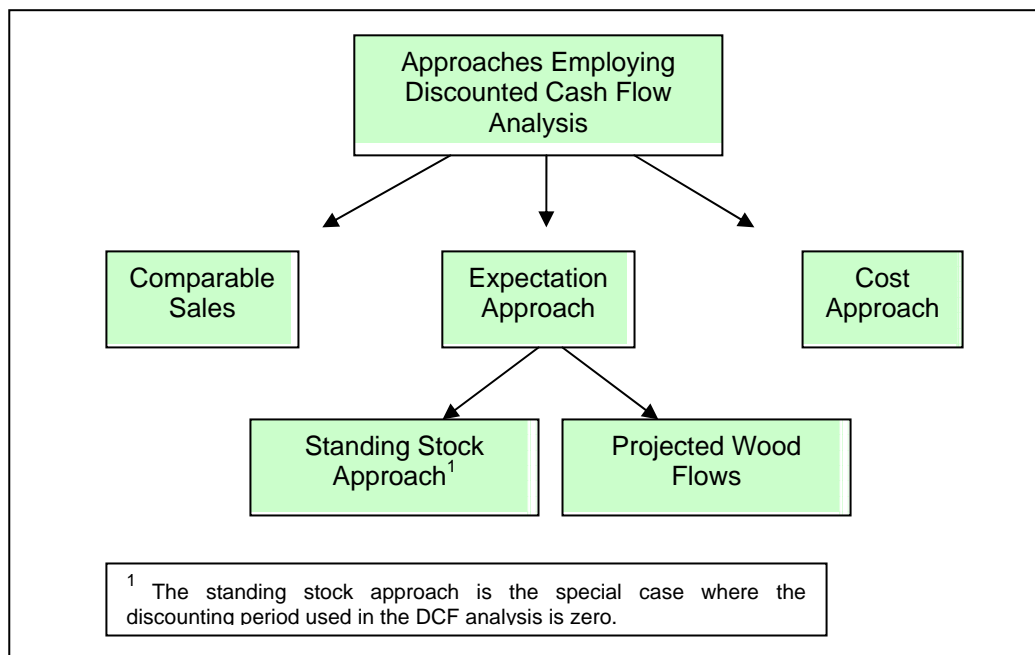 Approaches Employing
Discounted Cash Flow
Analysis
Comparable
Sales
Expectation
Approach
Cost
Approach
Standing Stock
Approach1
Projected Wood
Flows
1 The standing stock approach is the special case where the
discounting period used in the DCF analysis is zero.